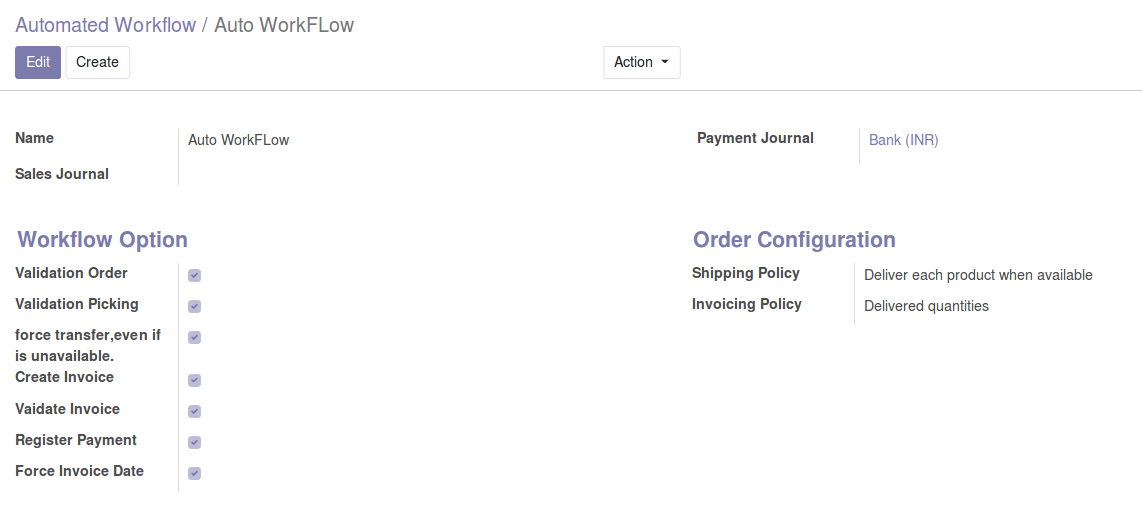 Automated Workflow / Auto WorkFLow
Edit Create Action
Name Auto WorkFLow Payment Journal Bank (INR)
Sales Journal
Workflow Option Order Configuration
Validation Order Shipping Policy Deliver each product when available
Validation Picking Invoicing Policy Delivered quantities
force transfer,even if
is unavailable.
Create Invoice
Vaidate Invoice
Register Payment
Force Invoice Date